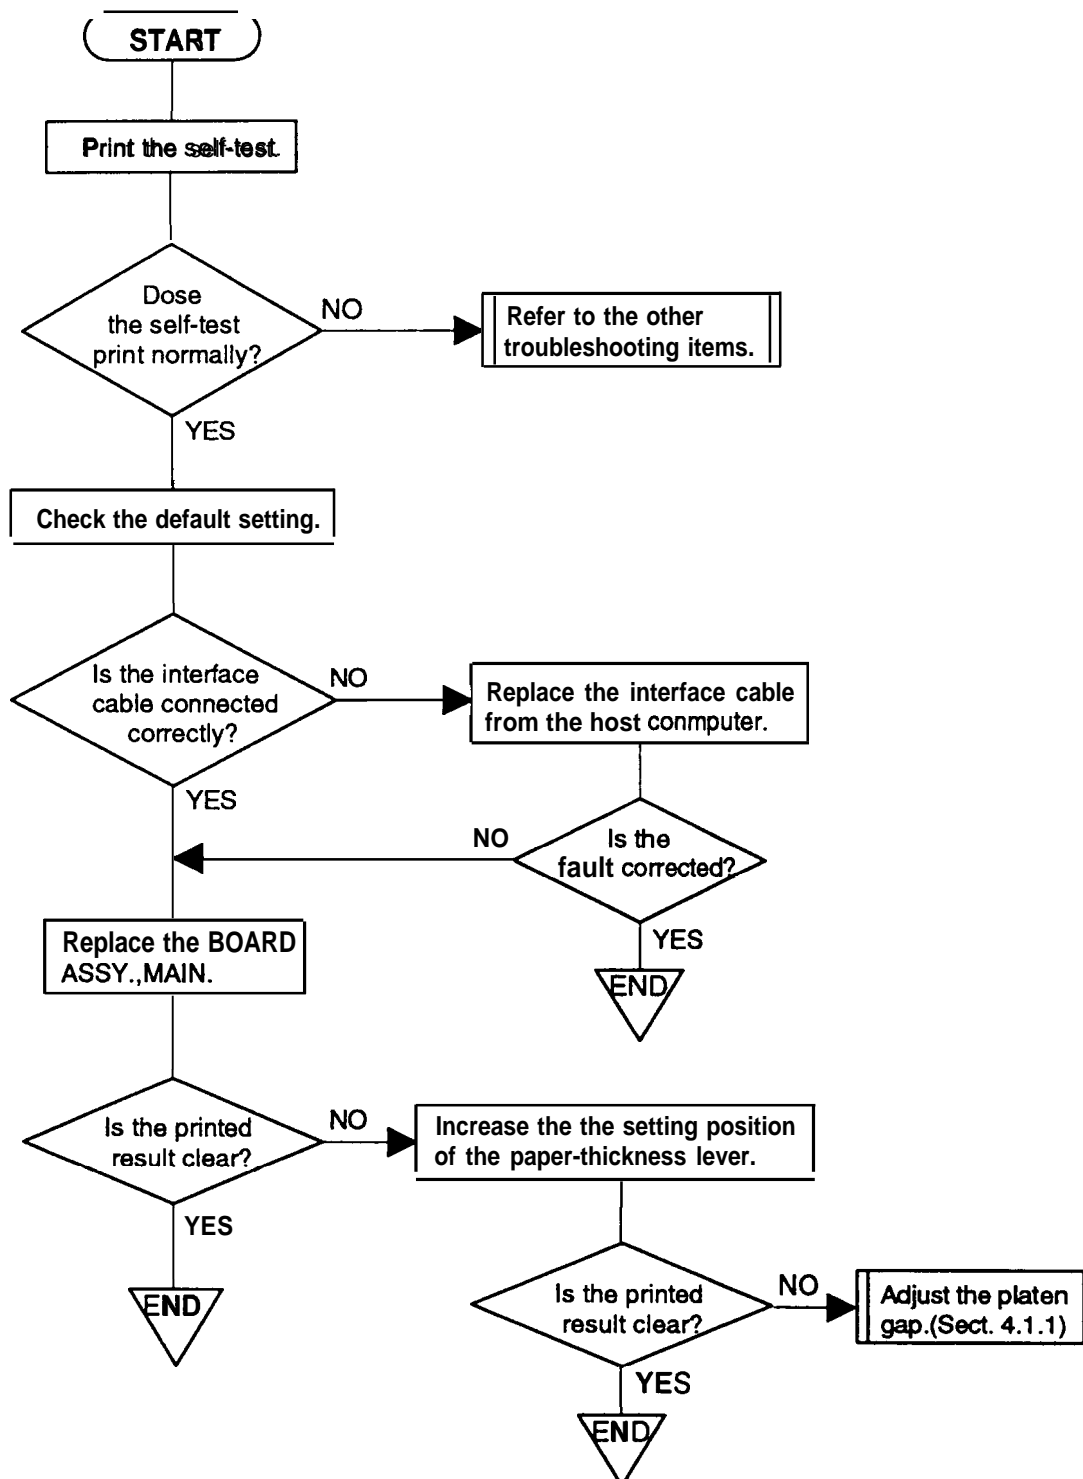 START
Print the self-test.
Dose
the self-test
print normally?
NO
Refer to the other
troubleshooting items.
YES
Check the default setting.
Is the interface
cable connected
correctly?
NO
Replace the interface cable
from the host conmputer.
YES
NO
Is the
fault corrected?
YES
END
Replace the BOARD
ASSY.,MAIN.
Is the printed
result clear?
NO
Increase the the setting position
of the paper-thickness lever.
YES
END
Is the printed
result clear?
NO
Adjust the platen
gap.(Sect. 4.1.1)
YES
END